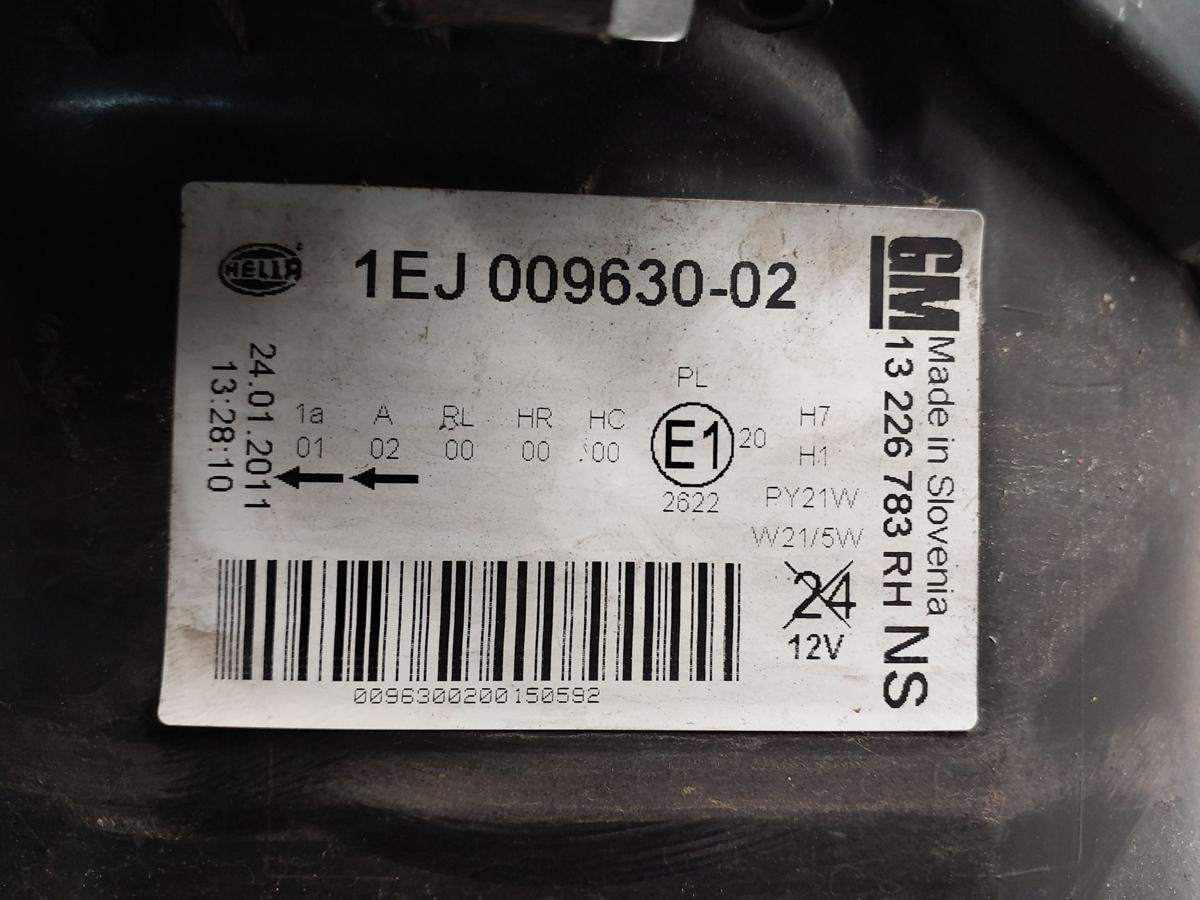 HELLA
1EJ 009630-02
24.01.2011
13:28:10
1a A RL HR HC
01 02 00 00 00
PL
E1
20
2622
H7
H1
PY21W
W21/5W
24
12V
0096300200150592
GM
Made in Slovenia
13 226 783 RH NS